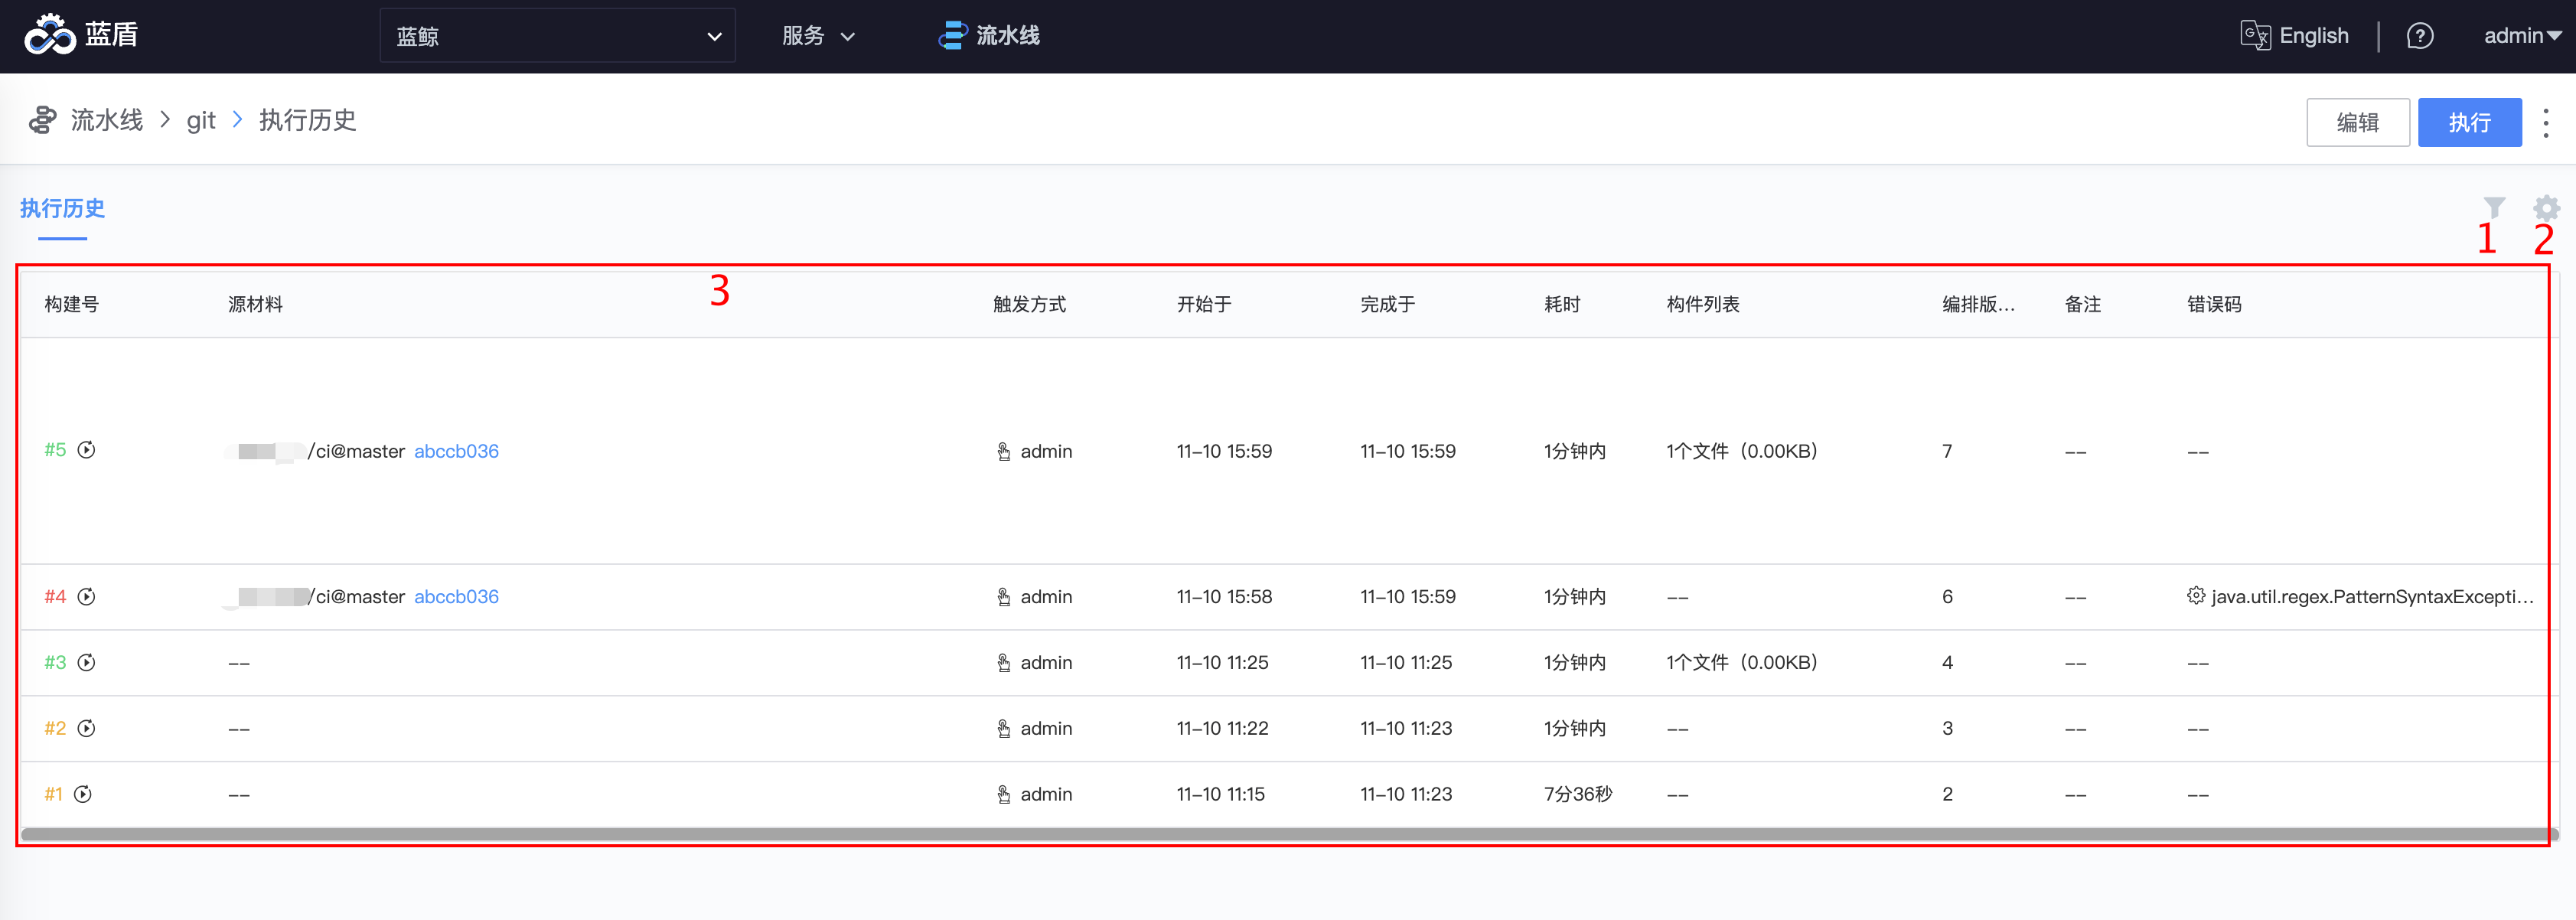 蓝盾 蓝鲸 服务 流水线 English admin
流水线 > git > 执行历史 编辑 执行
执行历史
1 2
3
构建号 源材料 触发方式 开始于 完成于 耗时 构件列表 编排版... 备注 错误码
#5 /ci@master abccb036 admin 11-10 15:59 11-10 15:59 1分钟内 1个文件（0.00KB） 7 -- --
#4 /ci@master abccb036 admin 11-10 15:58 11-10 15:59 1分钟内 -- 6 -- java.util.regex.PatternSyntaxExcepti...
#3 -- admin 11-10 11:25 11-10 11:25 1分钟内 1个文件（0.00KB） 4 -- --
#2 -- admin 11-10 11:22 11-10 11:23 1分钟内 -- 3 -- --
#1 -- admin 11-10 11:15 11-10 11:23 7分36秒 -- 2 -- --